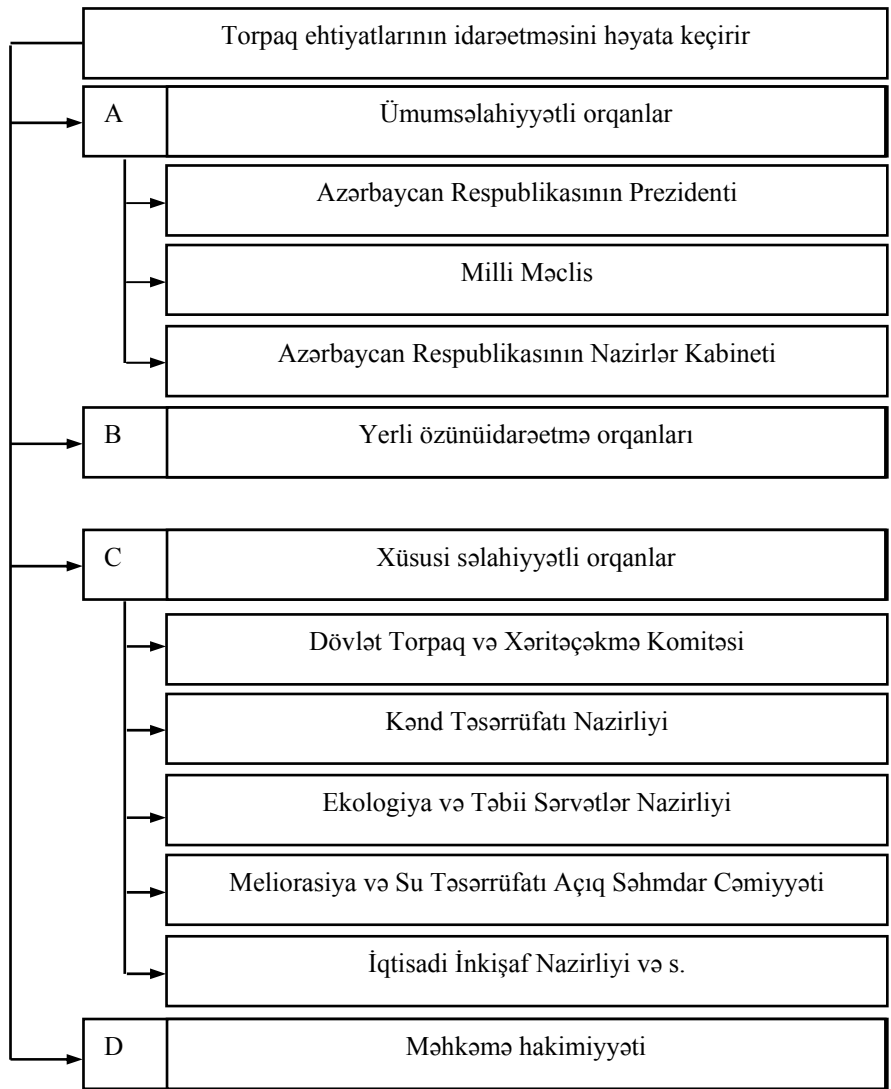 Torpaq ehtiyatlarının idarəetməsini həyata keçirir
A Ümumsəlahiyyətli orqanlar
Azərbaycan Respublikasının Prezidenti
Milli Məclis
Azərbaycan Respublikasının Nazirlər Kabineti
B Yerli özünüidarəetmə orqanları
C Xüsusi səlahiyyətli orqanlar
Dövlət Torpaq və Xəritəçəkmə Komitəsi
Kənd Təsərrüfatı Nazirliyi
Ekologiya və Təbii Sərvətlər Nazirliyi
Meliorasiya və Su Təsərrüfatı Açıq Səhmdar Cəmiyyəti
İqtisadi İnkişaf Nazirliyi və s.
D Məhkəmə hakimiyyəti